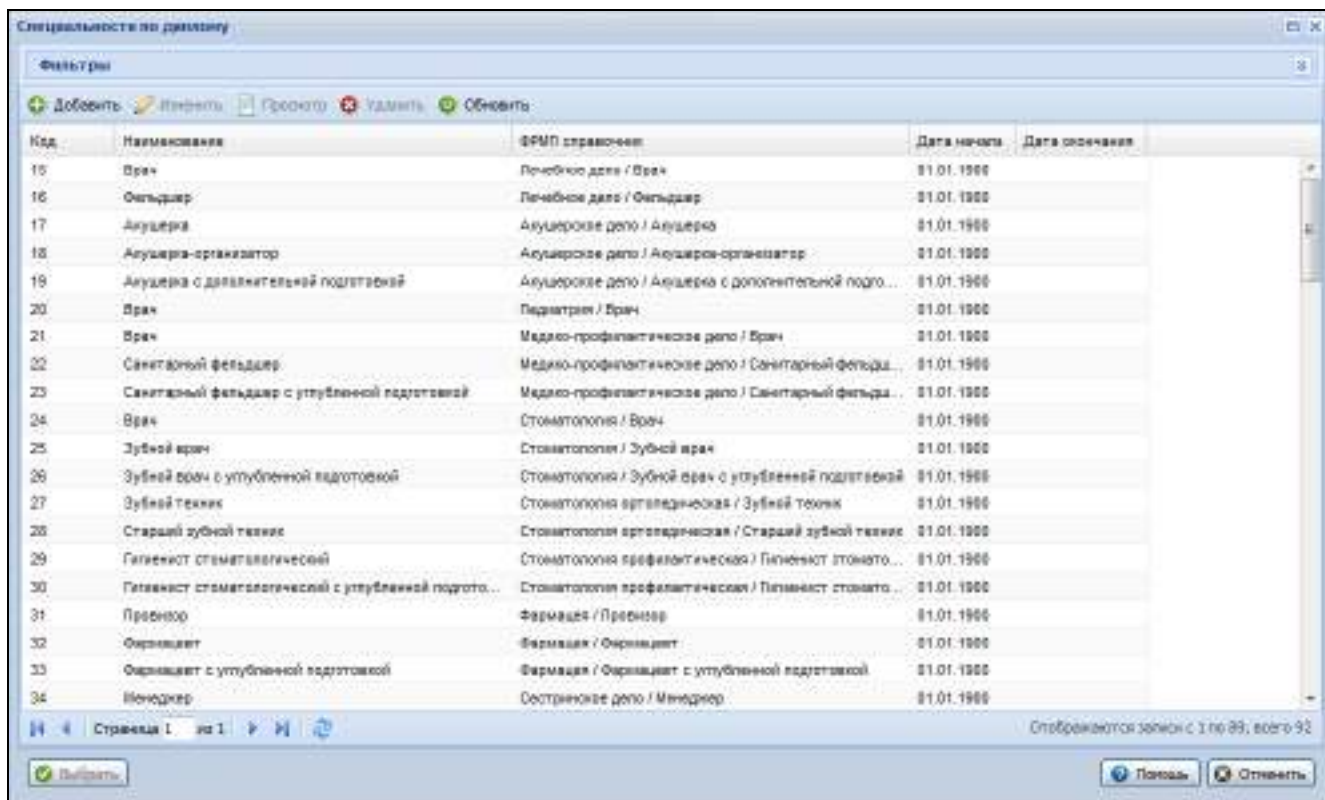 Специальности по диплому
Фильтры
Добавить Изменить Просмотр Удалить Обновить
Код Наименование ФРМП справочник Дата начала Дата окончания
15 Врач Лечебное дело / Врач 01.01.1900
16 Фельдшер Лечебное дело / Фельдшер 01.01.1900
17 Акушерка Акушерское дело / Акушерка 01.01.1900
18 Акушерка-организатор Акушерское дело / Акушерка-организатор 01.01.1900
19 Акушерка с дополнительной подготовкой Акушерское дело / Акушерка с дополнительной подго... 01.01.1900
20 Врач Педиатрия / Врач 01.01.1900
21 Врач Медико-профилактическое дело / Врач 01.01.1900
22 Санитарный фельдшер Медико-профилактическое дело / Санитарный фельдш... 01.01.1900
23 Санитарный фельдшер с углубленной подготовкой Медико-профилактическое дело / Санитарный фельдш... 01.01.1900
24 Врач Стоматология / Врач 01.01.1900
25 Зубной врач Стоматология / Зубной врач 01.01.1900
26 Зубной врач с углубленной подготовкой Стоматология / Зубной врач с углубленной подготовкой 01.01.1900
27 Зубной техник Стоматология ортопедическая / Зубной техник 01.01.1900
28 Старший зубной техник Стоматология ортопедическая / Старший зубной техник 01.01.1900
29 Гигиенист стоматологический Стоматология профилактическая / Гигиенист стомато... 01.01.1900
30 Гигиенист стоматологический с углубленной подгото... Стоматология профилактическая / Гигиенист стомато... 01.01.1900
31 Провизор Фармация / Провизор 01.01.1900
32 Фармацевт Фармация / Фармацевт 01.01.1900
33 Фармацевт с углубленной подготовкой Фармация / Фармацевт с углубленной подготовкой 01.01.1900
34 Менеджер Сестринское дело / Менеджер 01.01.1900
Страница 1 из 1 Отображаются записи с 1 по 89, всего 92
Выбрать Помощь Отменить